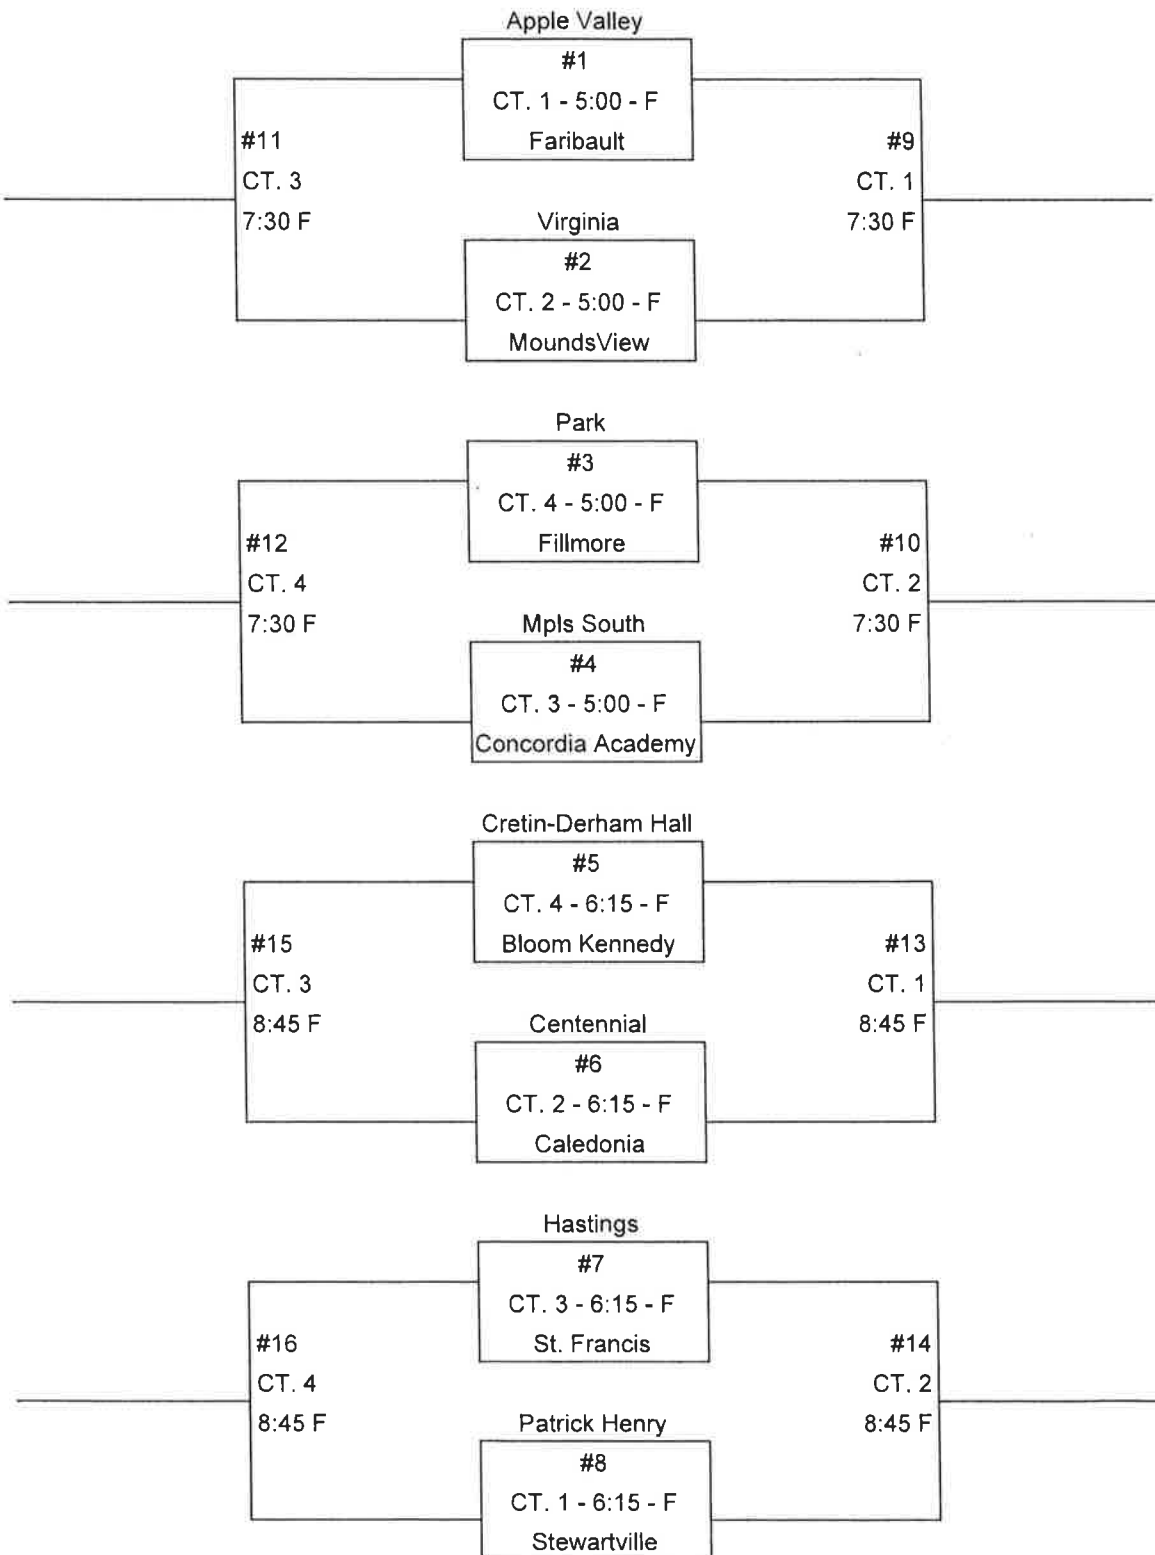 Apple Valley
#1
CT. 1 - 5:00 - F
Faribault
#11
CT. 3
7:30 F
#9
CT. 1
7:30 F
Virginia
#2
CT. 2 - 5:00 - F
MoundsView
Park
#3
CT. 4 - 5:00 - F
Fillmore
#12
CT. 4
7:30 F
#10
CT. 2
7:30 F
Mpls South
#4
CT. 3 - 5:00 - F
Concordia Academy
Cretin-Derham Hall
#5
CT. 4 - 6:15 - F
Bloom Kennedy
#15
CT. 3
8:45 F
#13
CT. 1
8:45 F
Centennial
#6
CT. 2 - 6:15 - F
Caledonia
Hastings
#7
CT. 3 - 6:15 - F
St. Francis
#16
CT. 4
8:45 F
#14
CT. 2
8:45 F
Patrick Henry
#8
CT. 1 - 6:15 - F
Stewartville